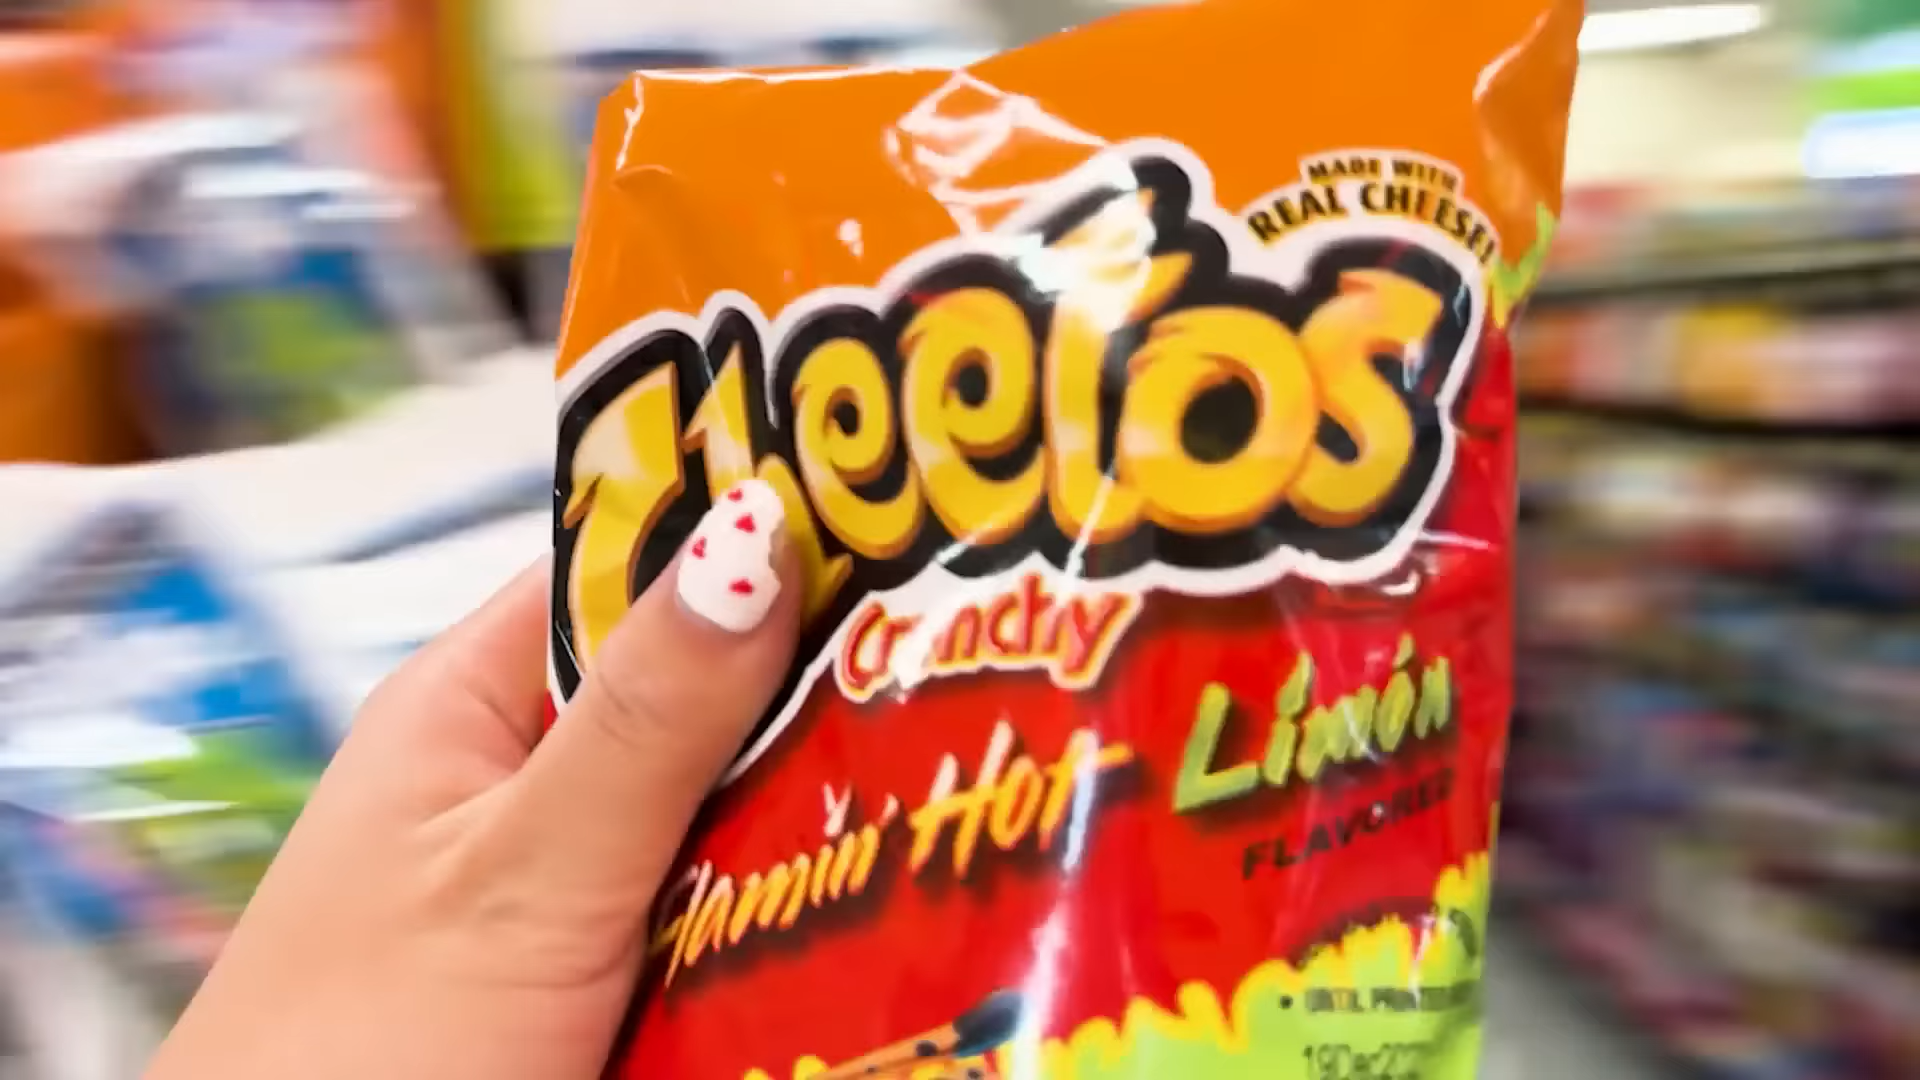 MADE WITH
REAL CHEESE!
Cheetos
Crunchy
Flamin' Hot
Limón
FLAVORED